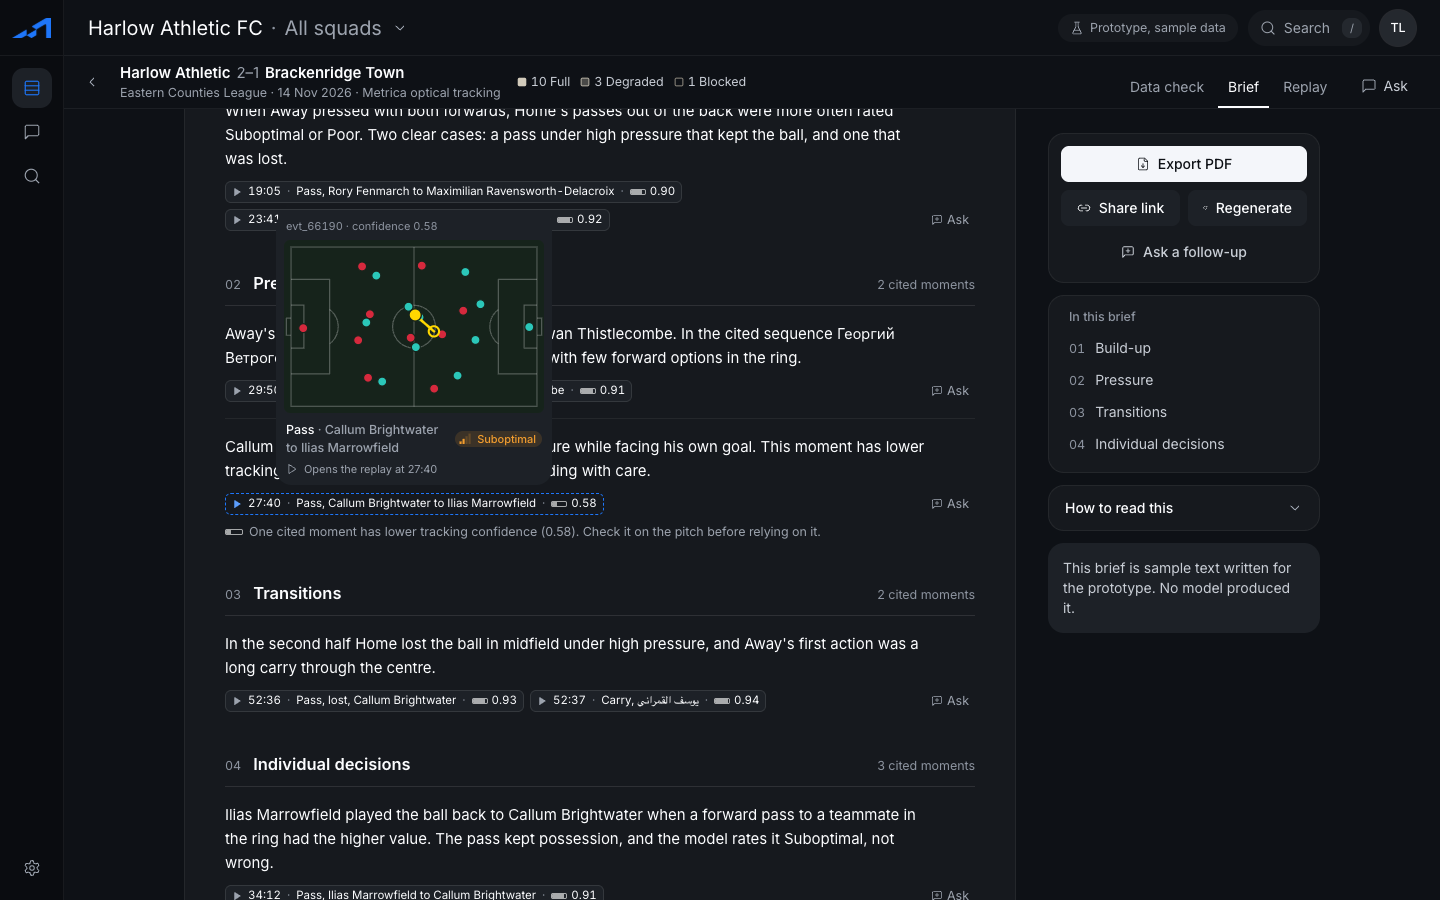 Harlow Athletic FC · All squads
Prototype, sample data
Search /
TL
Harlow Athletic 2–1 Brackenridge Town
Eastern Counties League · 14 Nov 2026 · Metrica optical tracking
10 Full 3 Degraded 1 Blocked
Data check Brief Replay Ask
When Away pressed with both forwards, Home's passes out of the back were more often rated
Suboptimal or Poor. Two clear cases: a pass under high pressure that kept the ball, and one that
was lost.
19:05 · Pass, Rory Fenmarch to Maximilian Ravensworth-Delacroix · 0.90
23:41 0.92 Ask
evt_66190 · confidence 0.58
Pass · Callum Brightwater
to Ilias Marrowfield
Suboptimal
Opens the replay at 27:40
02 Pre 2 cited moments
Away's van Thistlecombe. In the cited sequence Георгий
Ветрого with few forward options in the ring.
29:50 be · 0.91 Ask
Callum ure while facing his own goal. This moment has lower
tracking ding with care.
27:40 · Pass, Callum Brightwater to Ilias Marrowfield · 0.58 Ask
One cited moment has lower tracking confidence (0.58). Check it on the pitch before relying on it.
03 Transitions 2 cited moments
In the second half Home lost the ball in midfield under high pressure, and Away's first action was a
long carry through the centre.
52:36 · Pass, lost, Callum Brightwater · 0.93
52:37 · Carry, يوسف القمراني · 0.94 Ask
04 Individual decisions 3 cited moments
Ilias Marrowfield played the ball back to Callum Brightwater when a forward pass to a teammate in
the ring had the higher value. The pass kept possession, and the model rates it Suboptimal, not
wrong.
34:12 · Pass, Ilias Marrowfield to Callum Brightwater · 0.91 Ask
Export PDF
Share link Regenerate
Ask a follow-up
In this brief
01 Build-up
02 Pressure
03 Transitions
04 Individual decisions
How to read this
This brief is sample text written for
the prototype. No model produced
it.